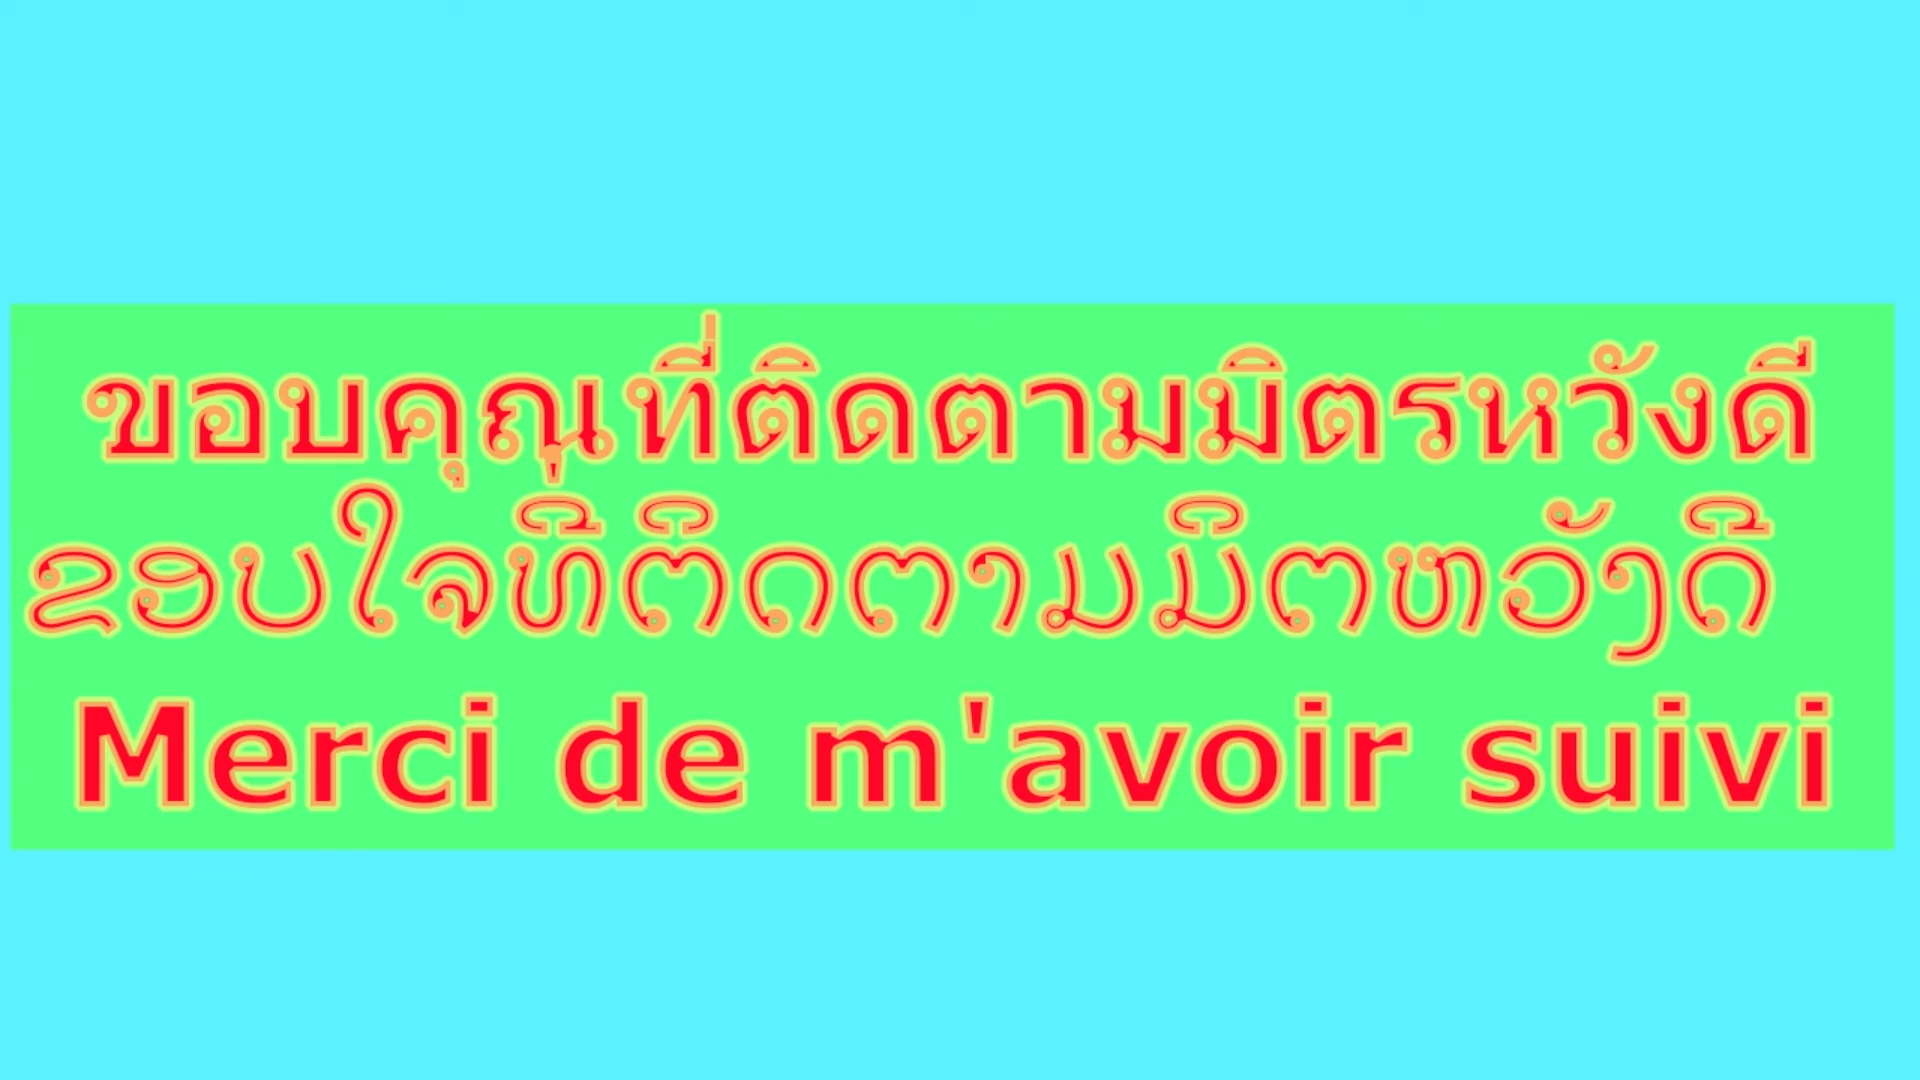 ขอบคุณที่ติดตามมิตรหวังดี
ຂອບໃຈທີຕິດຕາມມິຕຫວັງດີ
Merci de m'avoir suivi